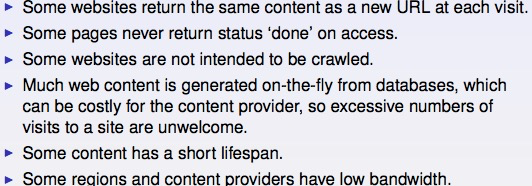 ► Some websites return the same content as a new URL at each visit.
► Some pages never return status ‘done’ on access.
► Some websites are not intended to be crawled.
► Much web content is generated on-the-fly from databases, which
can be costly for the content provider, so excessive numbers of
visits to a site are unwelcome.
► Some content has a short lifespan.
► Some regions and content providers have low bandwidth.